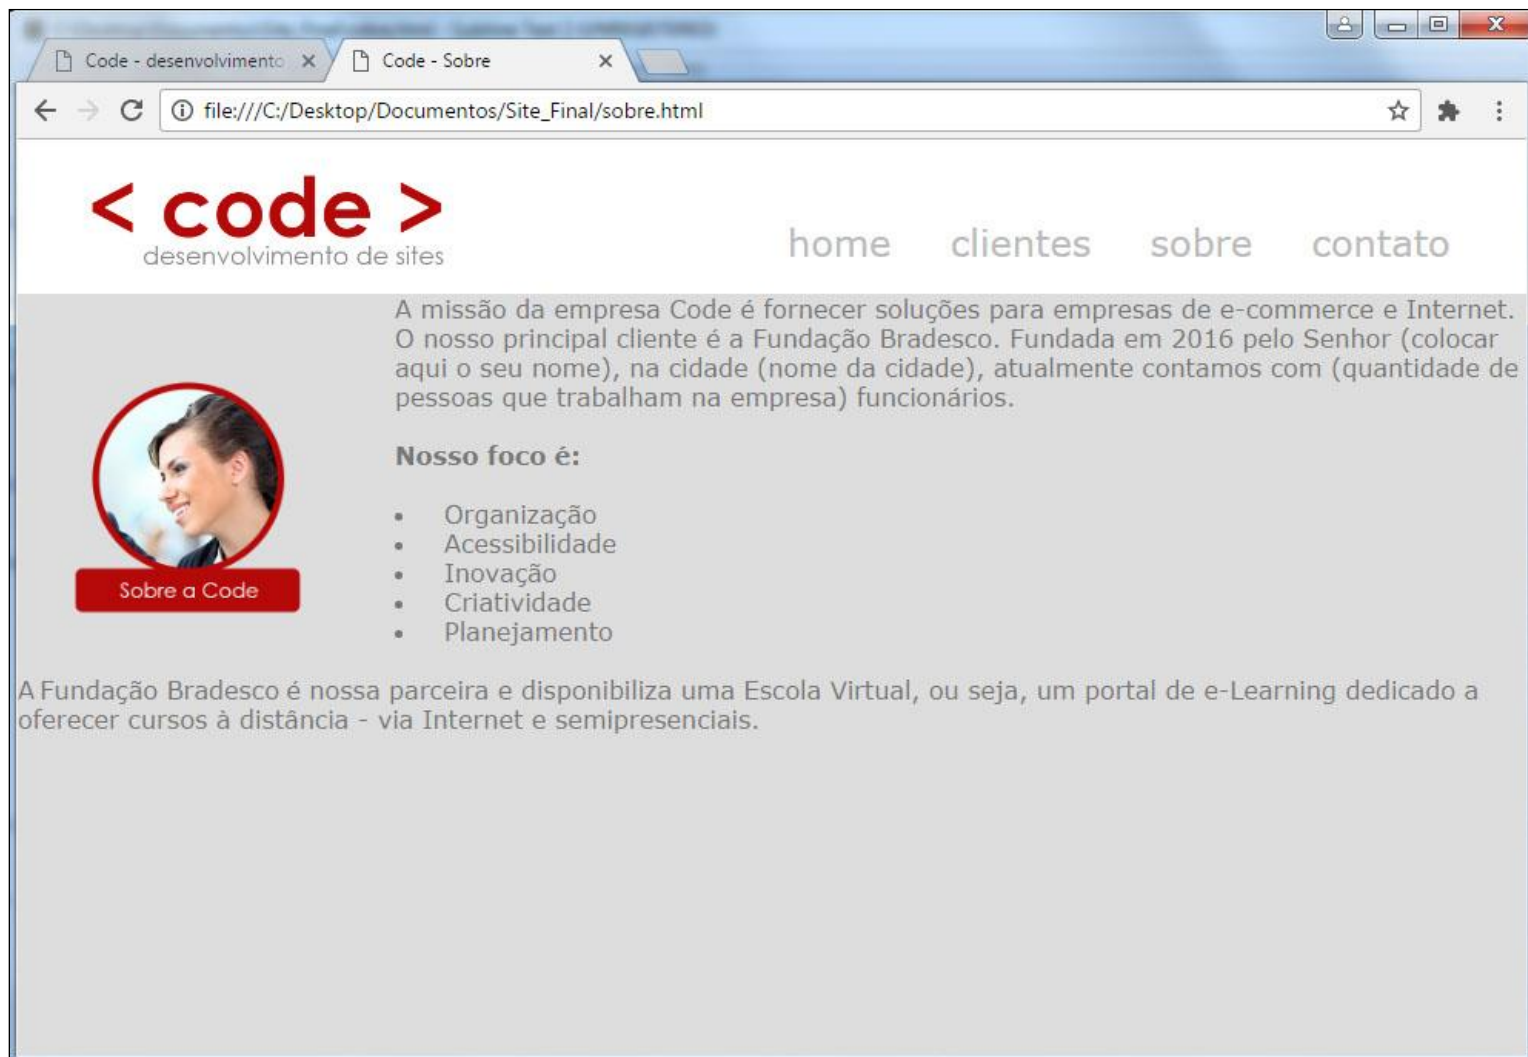 Code - desenvolvimento
Code - Sobre
file:///C:/Desktop/Documentos/Site_Final/sobre.html
< code >
desenvolvimento de sites
home clientes sobre contato
A missão da empresa Code é fornecer soluções para empresas de e-commerce e Internet.
O nosso principal cliente é a Fundação Bradesco. Fundada em 2016 pelo Senhor (colocar
aqui o seu nome), na cidade (nome da cidade), atualmente contamos com (quantidade de
pessoas que trabalham na empresa) funcionários.
Nosso foco é:
• Organização
• Acessibilidade
• Inovação
• Criatividade
• Planejamento
Sobre a Code
A Fundação Bradesco é nossa parceira e disponibiliza uma Escola Virtual, ou seja, um portal de e-Learning dedicado a
oferecer cursos à distância - via Internet e semipresenciais.